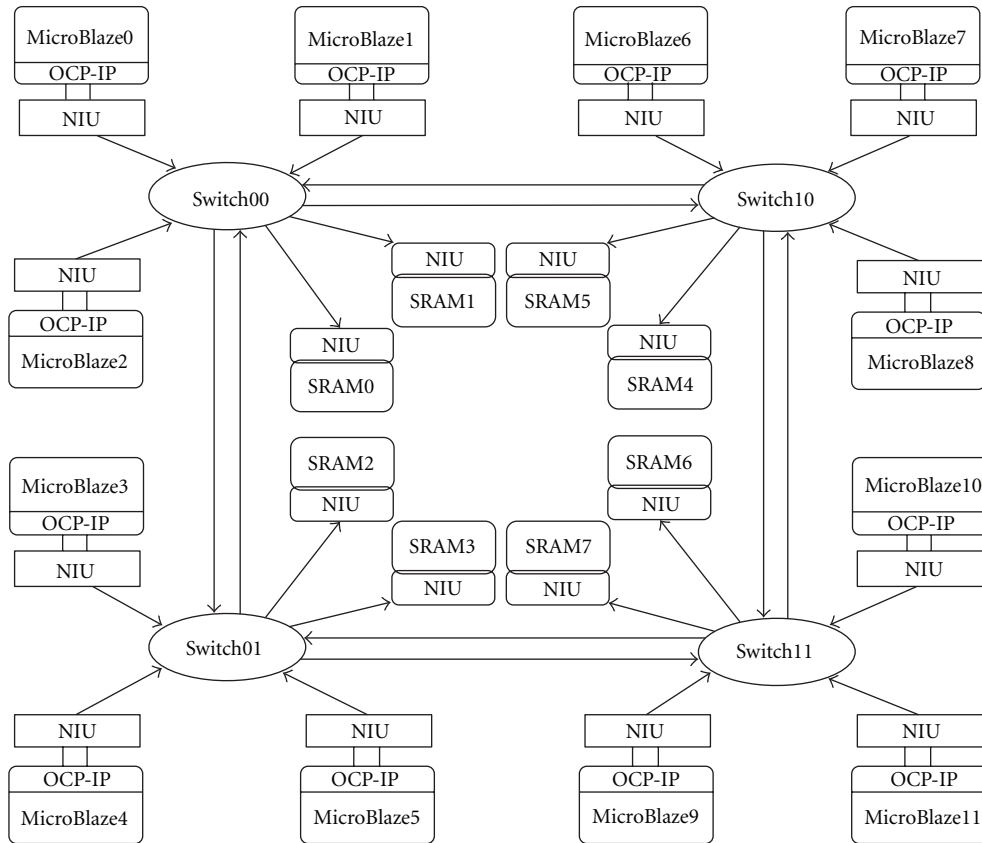 MicroBlaze0
OCP-IP
NIU
MicroBlaze1
OCP-IP
NIU
MicroBlaze6
OCP-IP
NIU
MicroBlaze7
OCP-IP
NIU
Switch00
Switch10
NIU
OCP-IP
MicroBlaze2
NIU
SRAM1
NIU
SRAM5
NIU
OCP-IP
MicroBlaze8
NIU
SRAM0
NIU
SRAM4
MicroBlaze3
OCP-IP
NIU
SRAM2
NIU
SRAM6
NIU
MicroBlaze10
OCP-IP
NIU
SRAM3
NIU
SRAM7
NIU
Switch01
Switch11
NIU
OCP-IP
MicroBlaze4
NIU
OCP-IP
MicroBlaze5
NIU
OCP-IP
MicroBlaze9
NIU
OCP-IP
MicroBlaze11